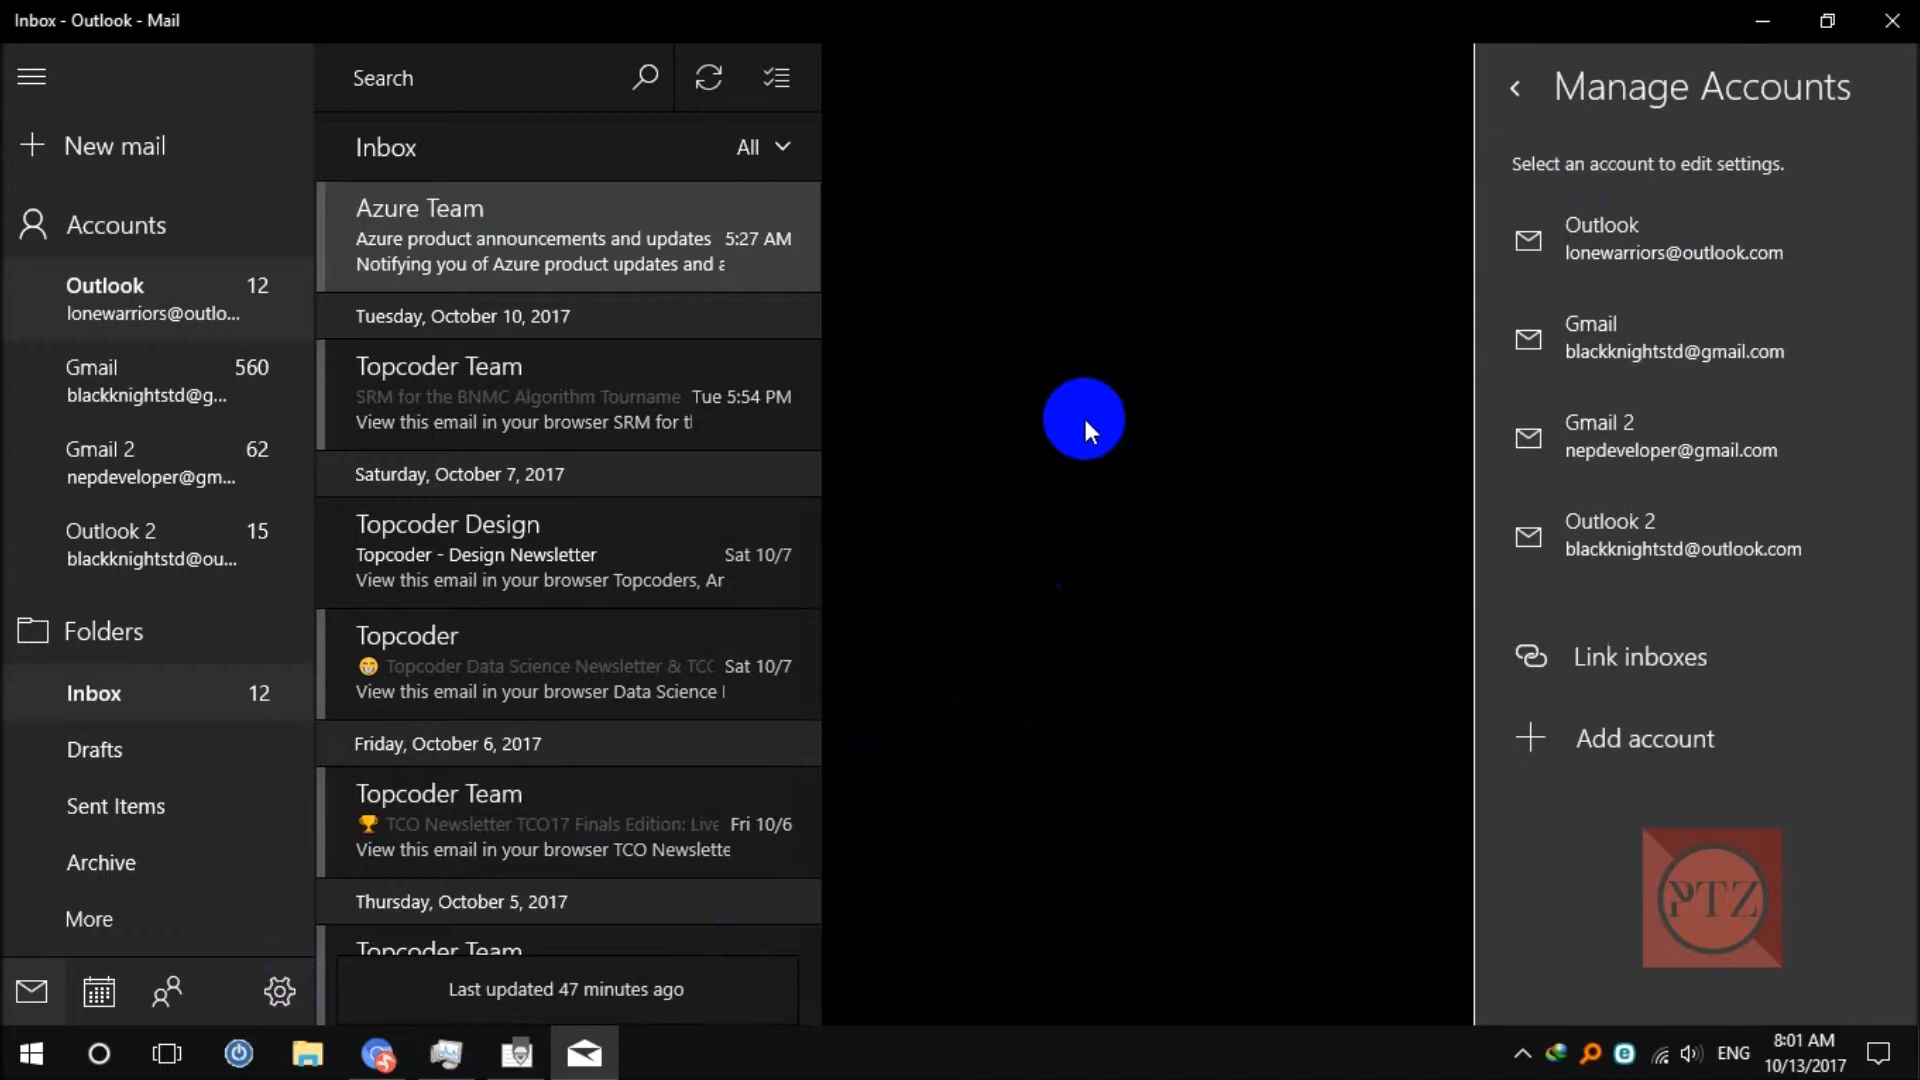 Inbox - Outlook - Mail
New mail
Accounts
Outlook 12
lonewarriors@outlo...
Gmail 560
blackknightstd@g...
Gmail 2 62
nepdeveloper@gm...
Outlook 2 15
blackknightstd@ou...
Folders
Inbox 12
Drafts
Sent Items
Archive
More
Search
Inbox All
Azure Team
Azure product announcements and updates 5:27 AM
Notifying you of Azure product updates and a
Tuesday, October 10, 2017
Topcoder Team
SRM for the BNMC Algorithm Tourname Tue 5:54 PM
View this email in your browser SRM for tl
Saturday, October 7, 2017
Topcoder Design
Topcoder - Design Newsletter Sat 10/7
View this email in your browser Topcoders, Ar
Topcoder
😁 Topcoder Data Science Newsletter & TCC Sat 10/7
View this email in your browser Data Science
Friday, October 6, 2017
Topcoder Team
🏆 TCO Newsletter TCO17 Finals Edition: Live Fri 10/6
View this email in your browser TCO Newslette
Thursday, October 5, 2017
Topcoder Team
Last updated 47 minutes ago
Manage Accounts
Select an account to edit settings.
Outlook
lonewarriors@outlook.com
Gmail
blackknightstd@gmail.com
Gmail 2
nepdeveloper@gmail.com
Outlook 2
blackknightstd@outlook.com
Link inboxes
Add account
PTZ
ENG
8:01 AM
10/13/2017